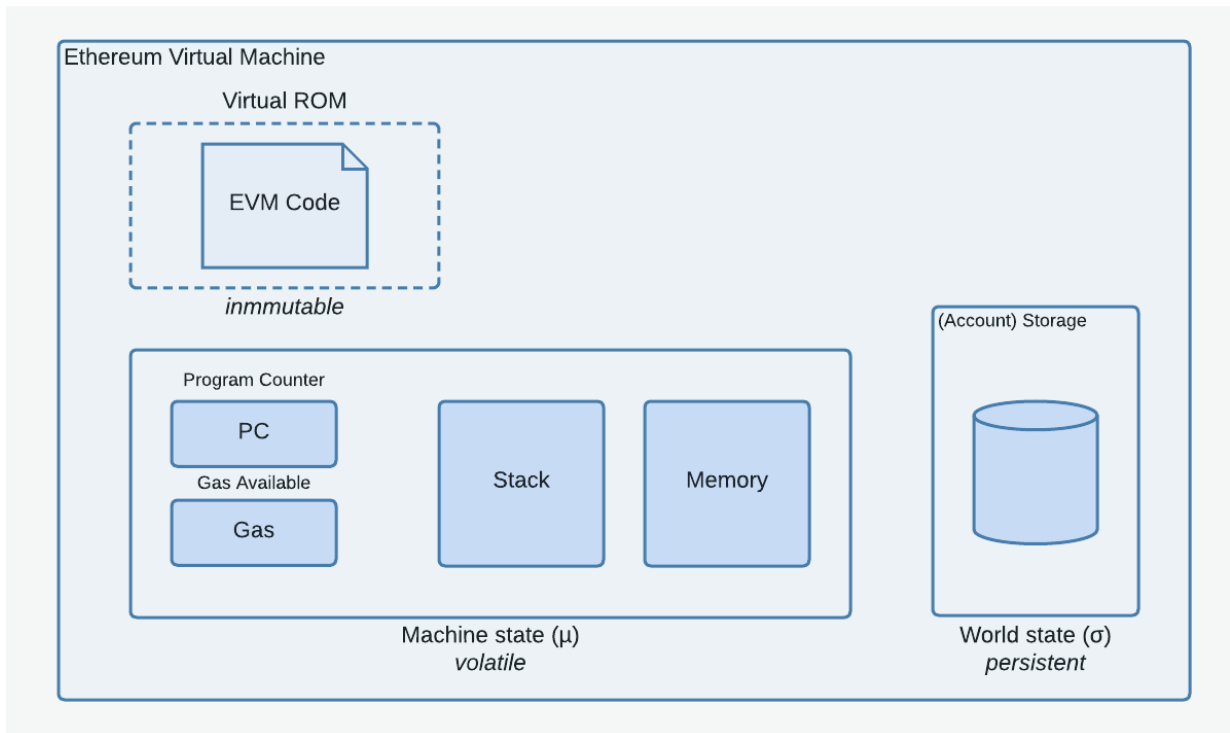 Ethereum Virtual Machine
Virtual ROM
EVM Code
inmmutable
Program Counter
PC
Gas Available
Gas
Stack
Memory
Machine state (μ)
volatile
(Account) Storage
World state (σ)
persistent